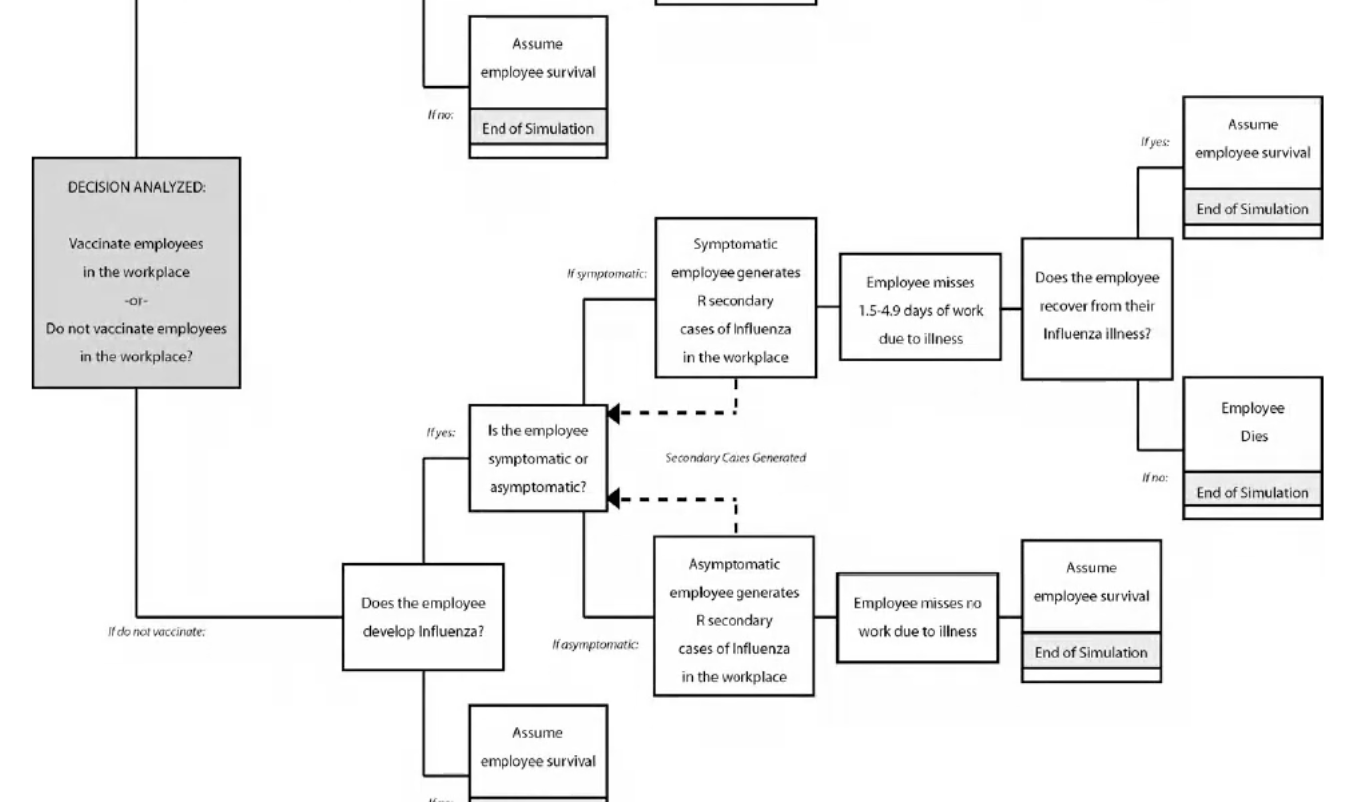 Assume
employee survival
If no:
End of Simulation
DECISION ANALYZED:
Vaccinate employees
in the workplace
-or-
Do not vaccinate employees
in the workplace?
If do not vaccinate:
Does the employee
develop Influenza?
If yes:
Is the employee
symptomatic or
asymptomatic?
If symptomatic:
Symptomatic
employee generates
R secondary
cases of Influenza
in the workplace
Employee misses
1.5-4.9 days of work
due to illness
Does the employee
recover from their
Influenza illness?
If yes:
Assume
employee survival
End of Simulation
If no:
Employee
Dies
End of Simulation
Secondary Cases Generated
If asymptomatic:
Asymptomatic
employee generates
R secondary
cases of Influenza
in the workplace
Employee misses no
work due to illness
Assume
employee survival
End of Simulation
Assume
employee survival